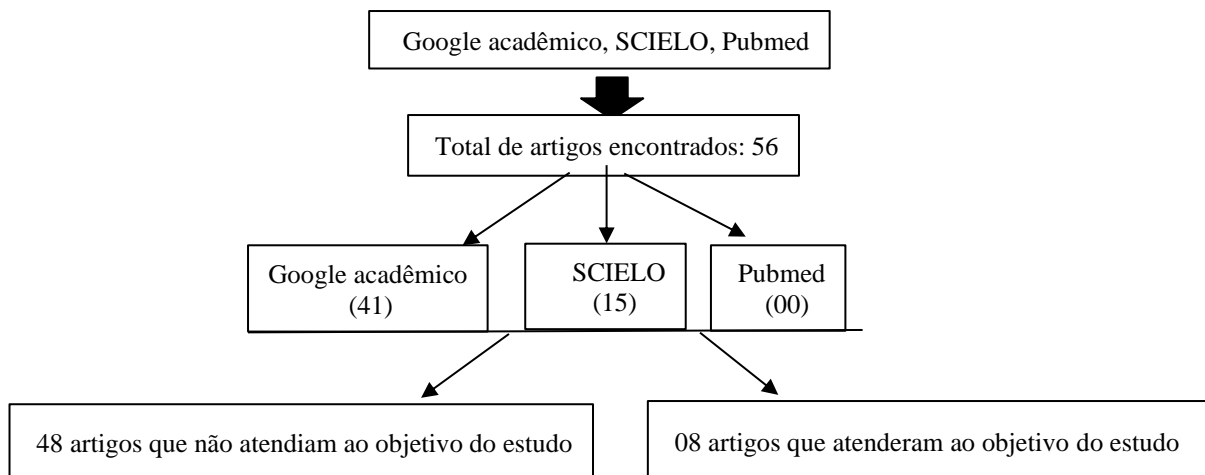 Google acadêmico, SCIELO, Pubmed
Total de artigos encontrados: 56
Google acadêmico
(41)
SCIELO
(15)
Pubmed
(00)
48 artigos que não atendiam ao objetivo do estudo
08 artigos que atenderam ao objetivo do estudo